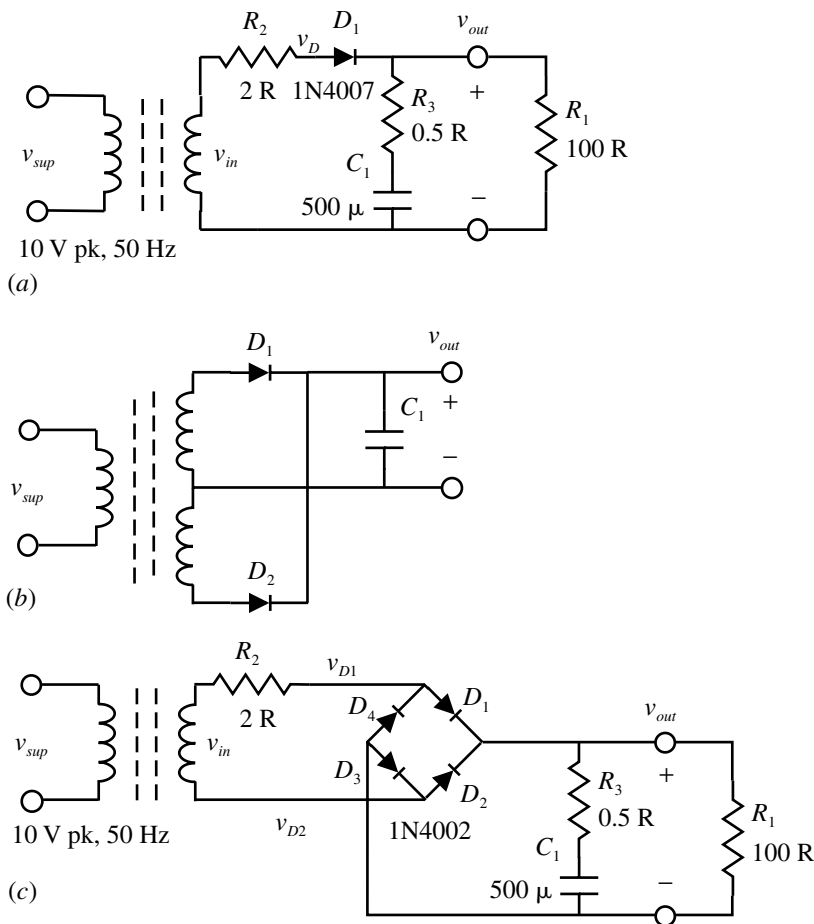 R2 D1 vout
vD
2 R 1N4007 +
R3
0.5 R
R1
100 R
vsup vin
C1
500 μ
−
10 V pk, 50 Hz
(a)
D1 vout
+
C1
−
vsup
D2
(b)
R2 vD1
2 R
D4 D1
vout
vsup vin
D3 D2
+
R3
0.5 R
R1
100 R
vD2 1N4002
10 V pk, 50 Hz
C1
500 μ
−
(c)